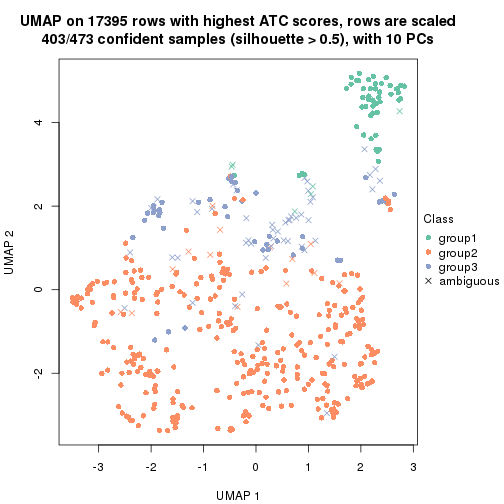 UMAP on 17395 rows with highest ATC scores, rows are scaled
403/473 confident samples (silhouette > 0.5), with 10 PCs
4
2
0
-2
UMAP 2
-3
-2
-1
0
1
2
3
UMAP 1
Class
group1
group2
group3
ambiguous